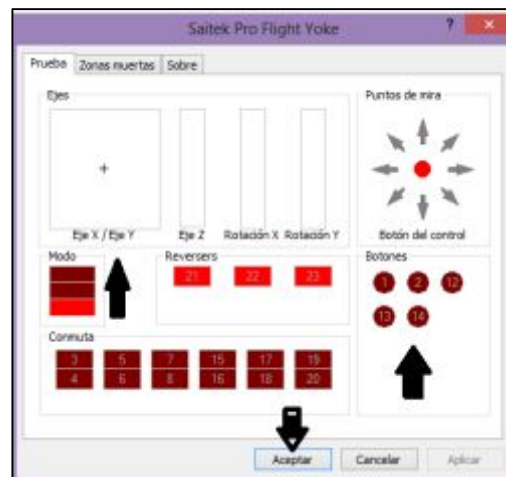 Saitek Pro Flight Yoke
?
Prueba Zonas muertas Sobre
Ejes
Eje X / Eje Y Eje Z Rotación X Rotación Y
Puntos de mira
Botón del control
Modo
Reversers
21 22 23
Botones
1 2 12
13 14
Conmuta
3 5 7 15 17 19
4 6 8 16 18 20
Aceptar Cancelar Aplicar